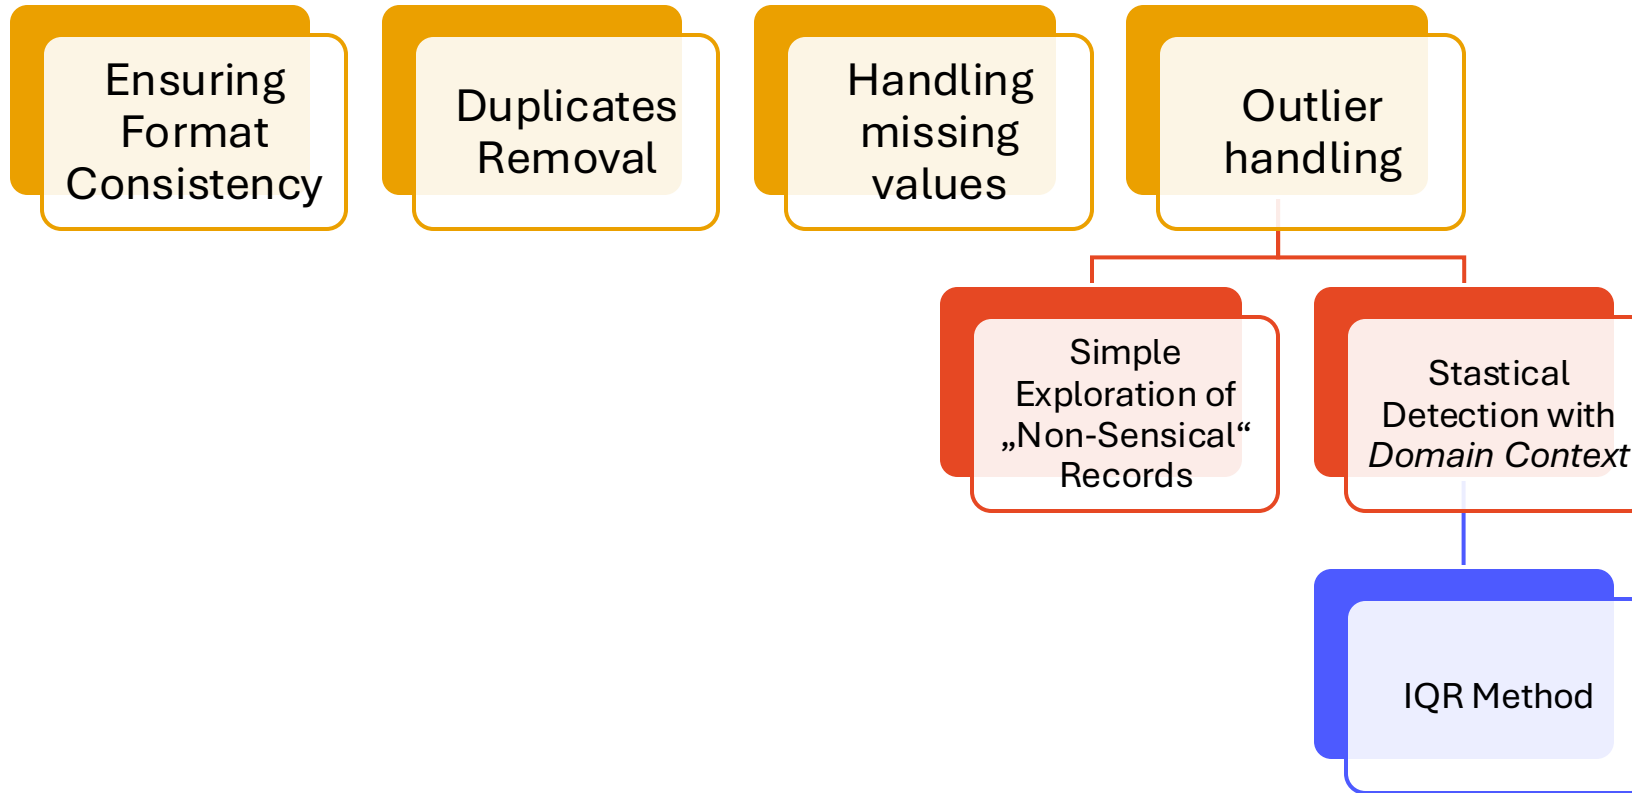 Ensuring
Format
Consistency
Duplicates
Removal
Handling
missing
values
Outlier
handling
Simple
Exploration of
„Non-Sensical“
Records
Stastical
Detection with
Domain Context
IQR Method